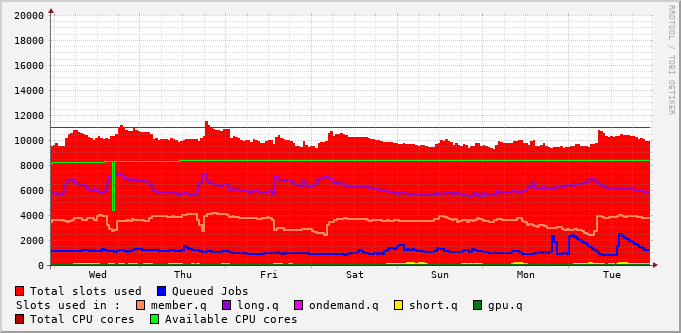 RRDTOOL / TOBI OETIKER
20000
18000
16000
14000
12000
10000
8000
6000
4000
2000
0
Wed Thu Fri Sat Sun Mon Tue
Total slots used Queued Jobs
Slots used in : member.q long.q ondemand.q short.q gpu.q
Total CPU cores Available CPU cores